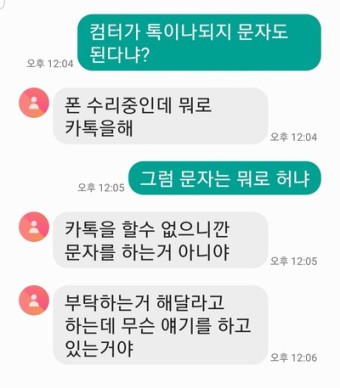 컴터가 톡이나되지 문자도
된다냐?
오후 12:04
폰 수리중인데 뭐로
카톡을해
오후 12:04
그럼 문자는 뭐로 허냐
오후 12:05
카톡을 할수 없으니깐
문자를 하는거 아니야
오후 12:05
부탁하는거 해달라고
하는데 무슨 얘기를 하고
있는거야
오후 12:06